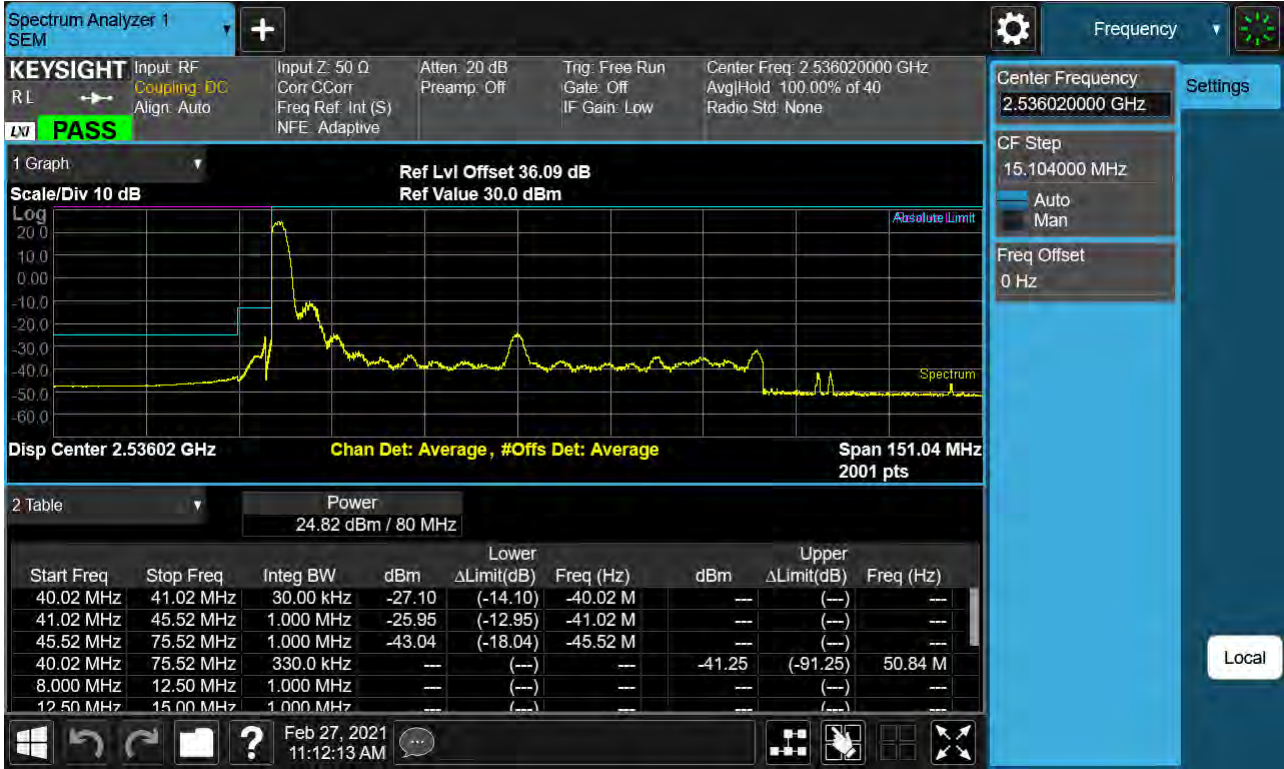 Spectrum Analyzer 1
SEM
+
Frequency
KEYSIGHT
R L
LXI
PASS
Input: RF
Coupling: DC
Align: Auto
Input Z: 50 Ω
Corr CCorr
Freq Ref: Int (S)
NFE: Adaptive
Atten: 20 dB
Preamp: Off
Trig: Free Run
Gate: Off
IF Gain: Low
Center Freq: 2.536020000 GHz
Avg|Hold: 100.00% of 40
Radio Std: None
Center Frequency
2.536020000 GHz
Settings
CF Step
15.104000 MHz
Auto
Man
Freq Offset
0 Hz
Local
1 Graph
Scale/Div 10 dB
Ref Lvl Offset 36.09 dB
Ref Value 30.0 dBm
Log
Absolute Limit
20.0
10.0
0.00
-10.0
-20.0
-30.0
-40.0
-50.0
-60.0
Spectrum
Disp Center 2.53602 GHz Chan Det: Average, #Offs Det: Average Span 151.04 MHz
2001 pts
2 Table
Power
24.82 dBm / 80 MHz
Lower Upper
Start Freq Stop Freq Integ BW dBm ΔLimit(dB) Freq (Hz) dBm ΔLimit(dB) Freq (Hz)
40.02 MHz 41.02 MHz 30.00 kHz -27.10 (-14.10) -40.02 M --- (---) ---
41.02 MHz 45.52 MHz 1.000 MHz -25.95 (-12.95) -41.02 M --- (---) ---
45.52 MHz 75.52 MHz 1.000 MHz -43.04 (-18.04) -45.52 M --- (---) ---
40.02 MHz 75.52 MHz 330.0 kHz --- (---) --- -41.25 (-91.25) 50.84 M
8.000 MHz 12.50 MHz 1.000 MHz --- (---) --- --- (---) ---
12.50 MHz 15.00 MHz 1.000 MHz --- (---) --- --- (---) ---
?
Feb 27, 2021
11:12:13 AM